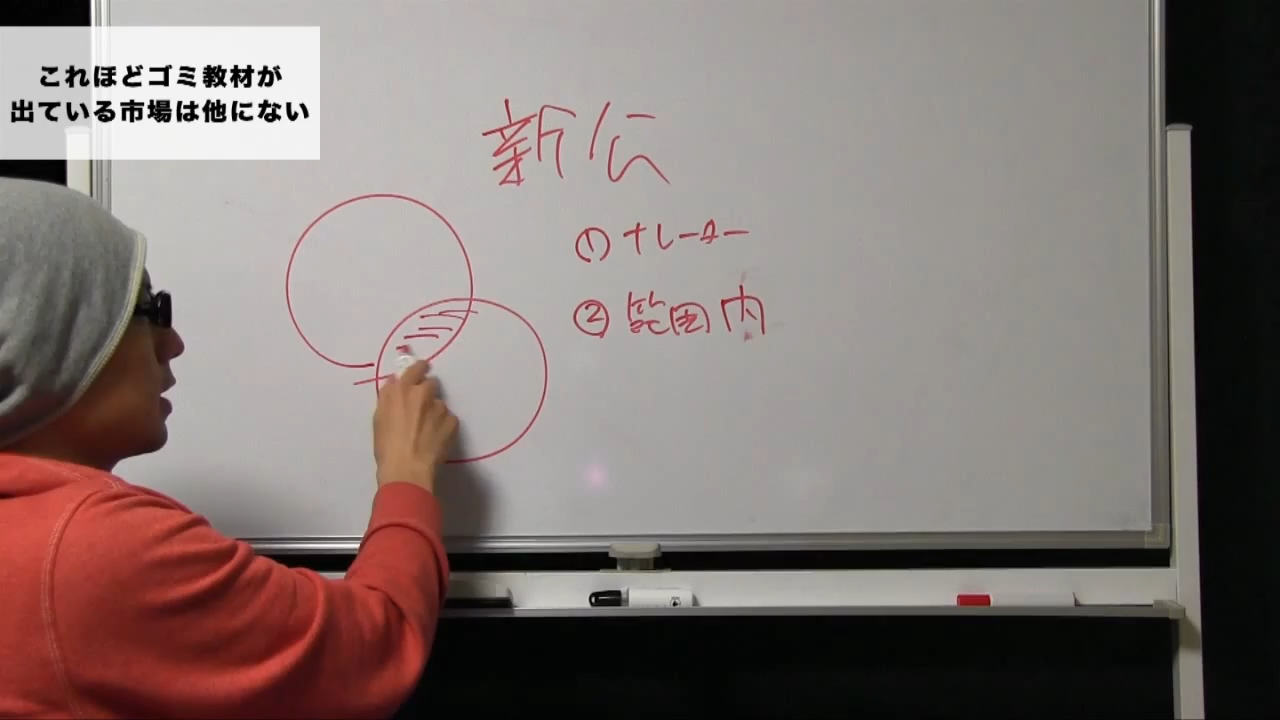 これほどゴミ教材が
出ている市場は他にない
新公
① ナレーター
② 範囲内